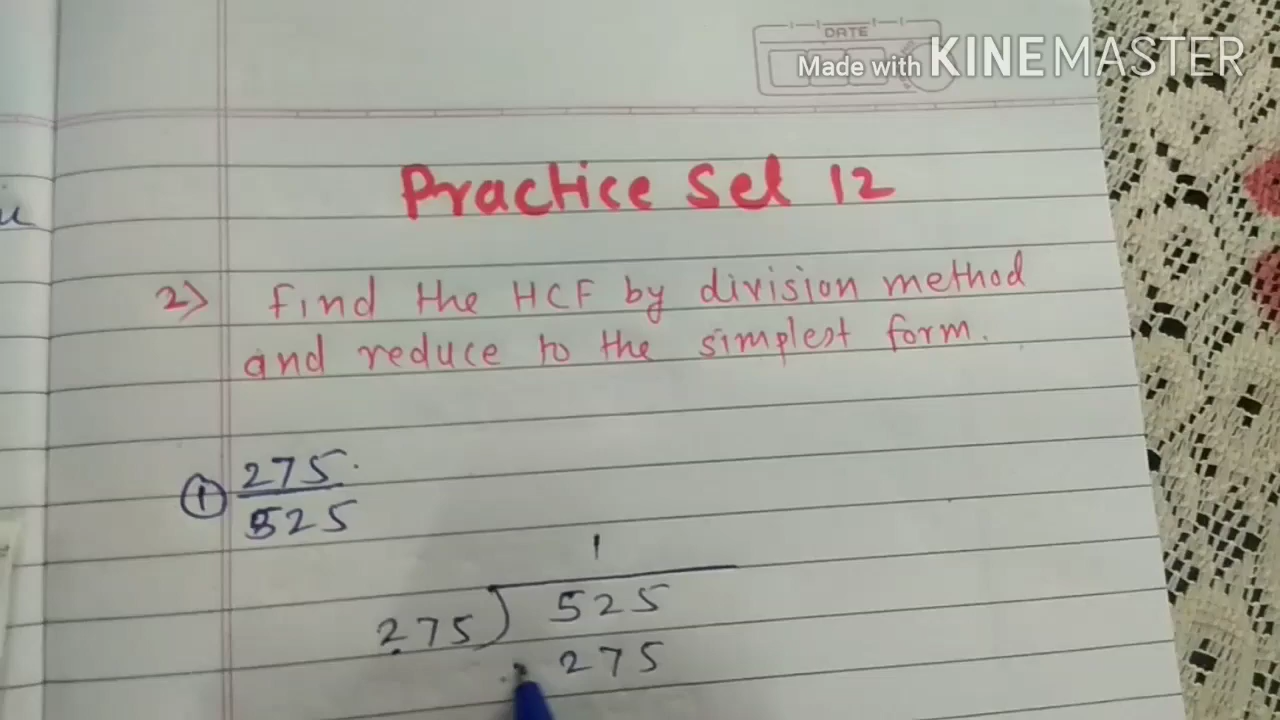 DATE
Made with KINEMASTER
Practice Set 12
2) Find the HCF by division method
and reduce to the simplest form.
① 275
525
1
275) 525
275